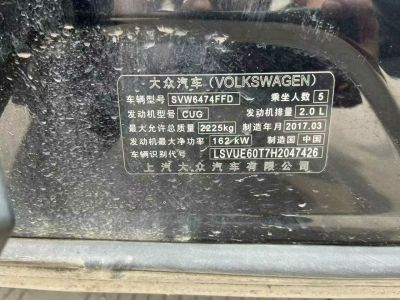 大众汽车(VOLKSWAGEN)
车辆型号 SVW6474FFD 乘坐人数 5
发动机型号 CUG 发动机排量 2.0 L
最大允许总质量 2225kg 制造年月 2017.03
发动机最大净功率 162 kW 制造国 中国
车辆识别代号 LSVUE60T7H2047426
上汽大众汽车有限公司